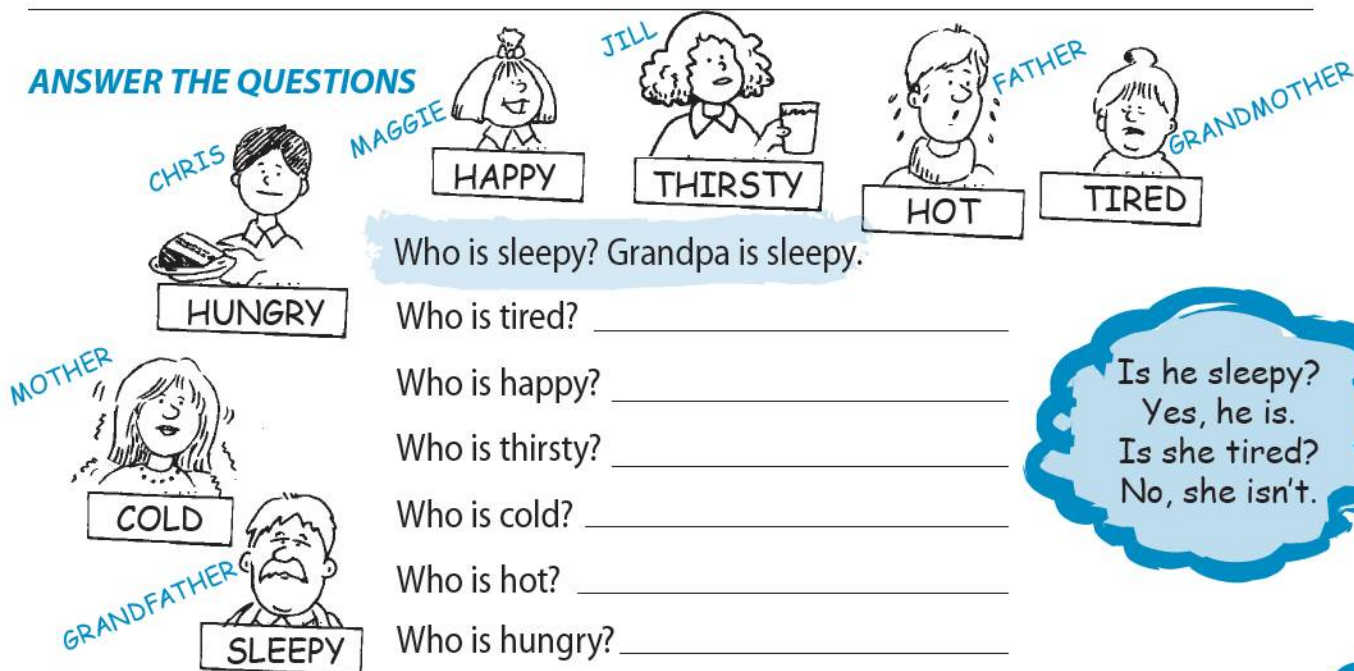 ANSWER THE QUESTIONS
CHRIS
HUNGRY
MAGGIE
HAPPY
JILL
THIRSTY
FATHER
HOT
GRANDMOTHER
TIRED
MOTHER
COLD
GRANDFATHER
SLEEPY
Who is sleepy? Grandpa is sleepy.
Who is tired?
Who is happy?
Who is thirsty?
Who is cold?
Who is hot?
Who is hungry?
Is he sleepy?
Yes, he is.
Is she tired?
No, she isn't.